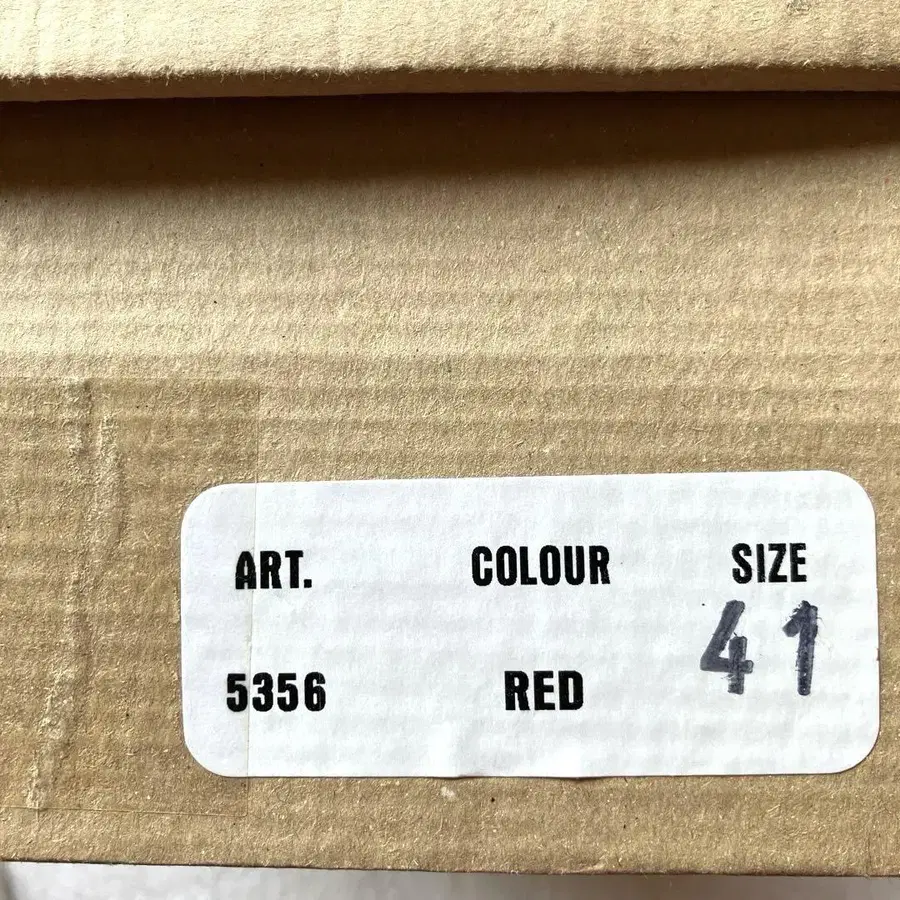 ART. COLOUR SIZE
41
5356 RED